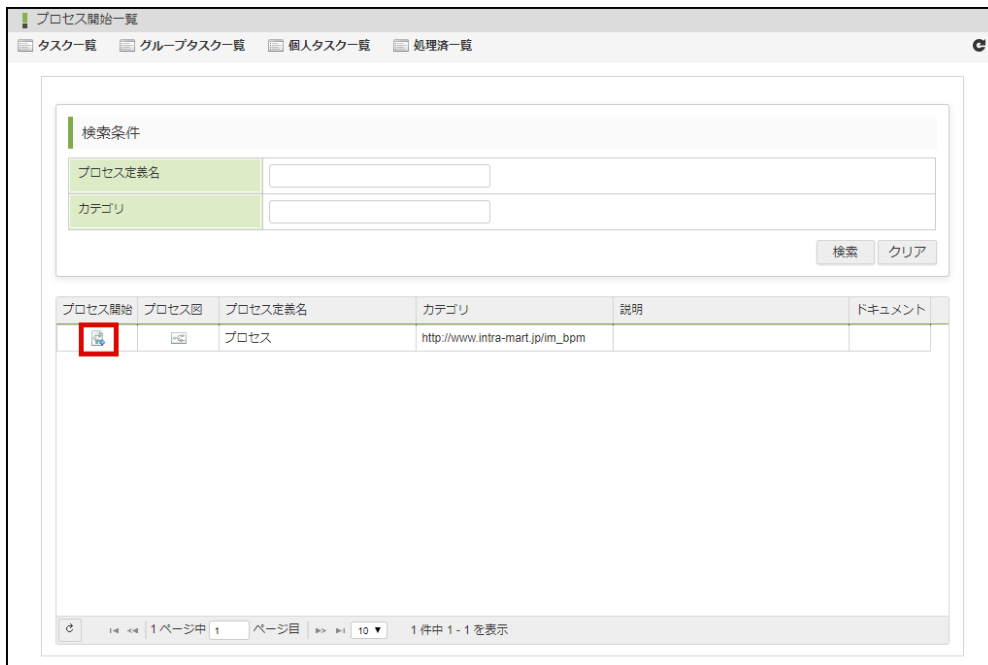 プロセス開始一覧
タスク一覧 グループタスク一覧 個人タスク一覧 処理済一覧
検索条件
プロセス定義名
カテゴリ
検索 クリア
プロセス開始 プロセス図 プロセス定義名 カテゴリ 説明 ドキュメント
プロセス http://www.intra-mart.jp/im_bpm
1 ページ中 1 ページ目 10 1 件中 1 - 1 を表示